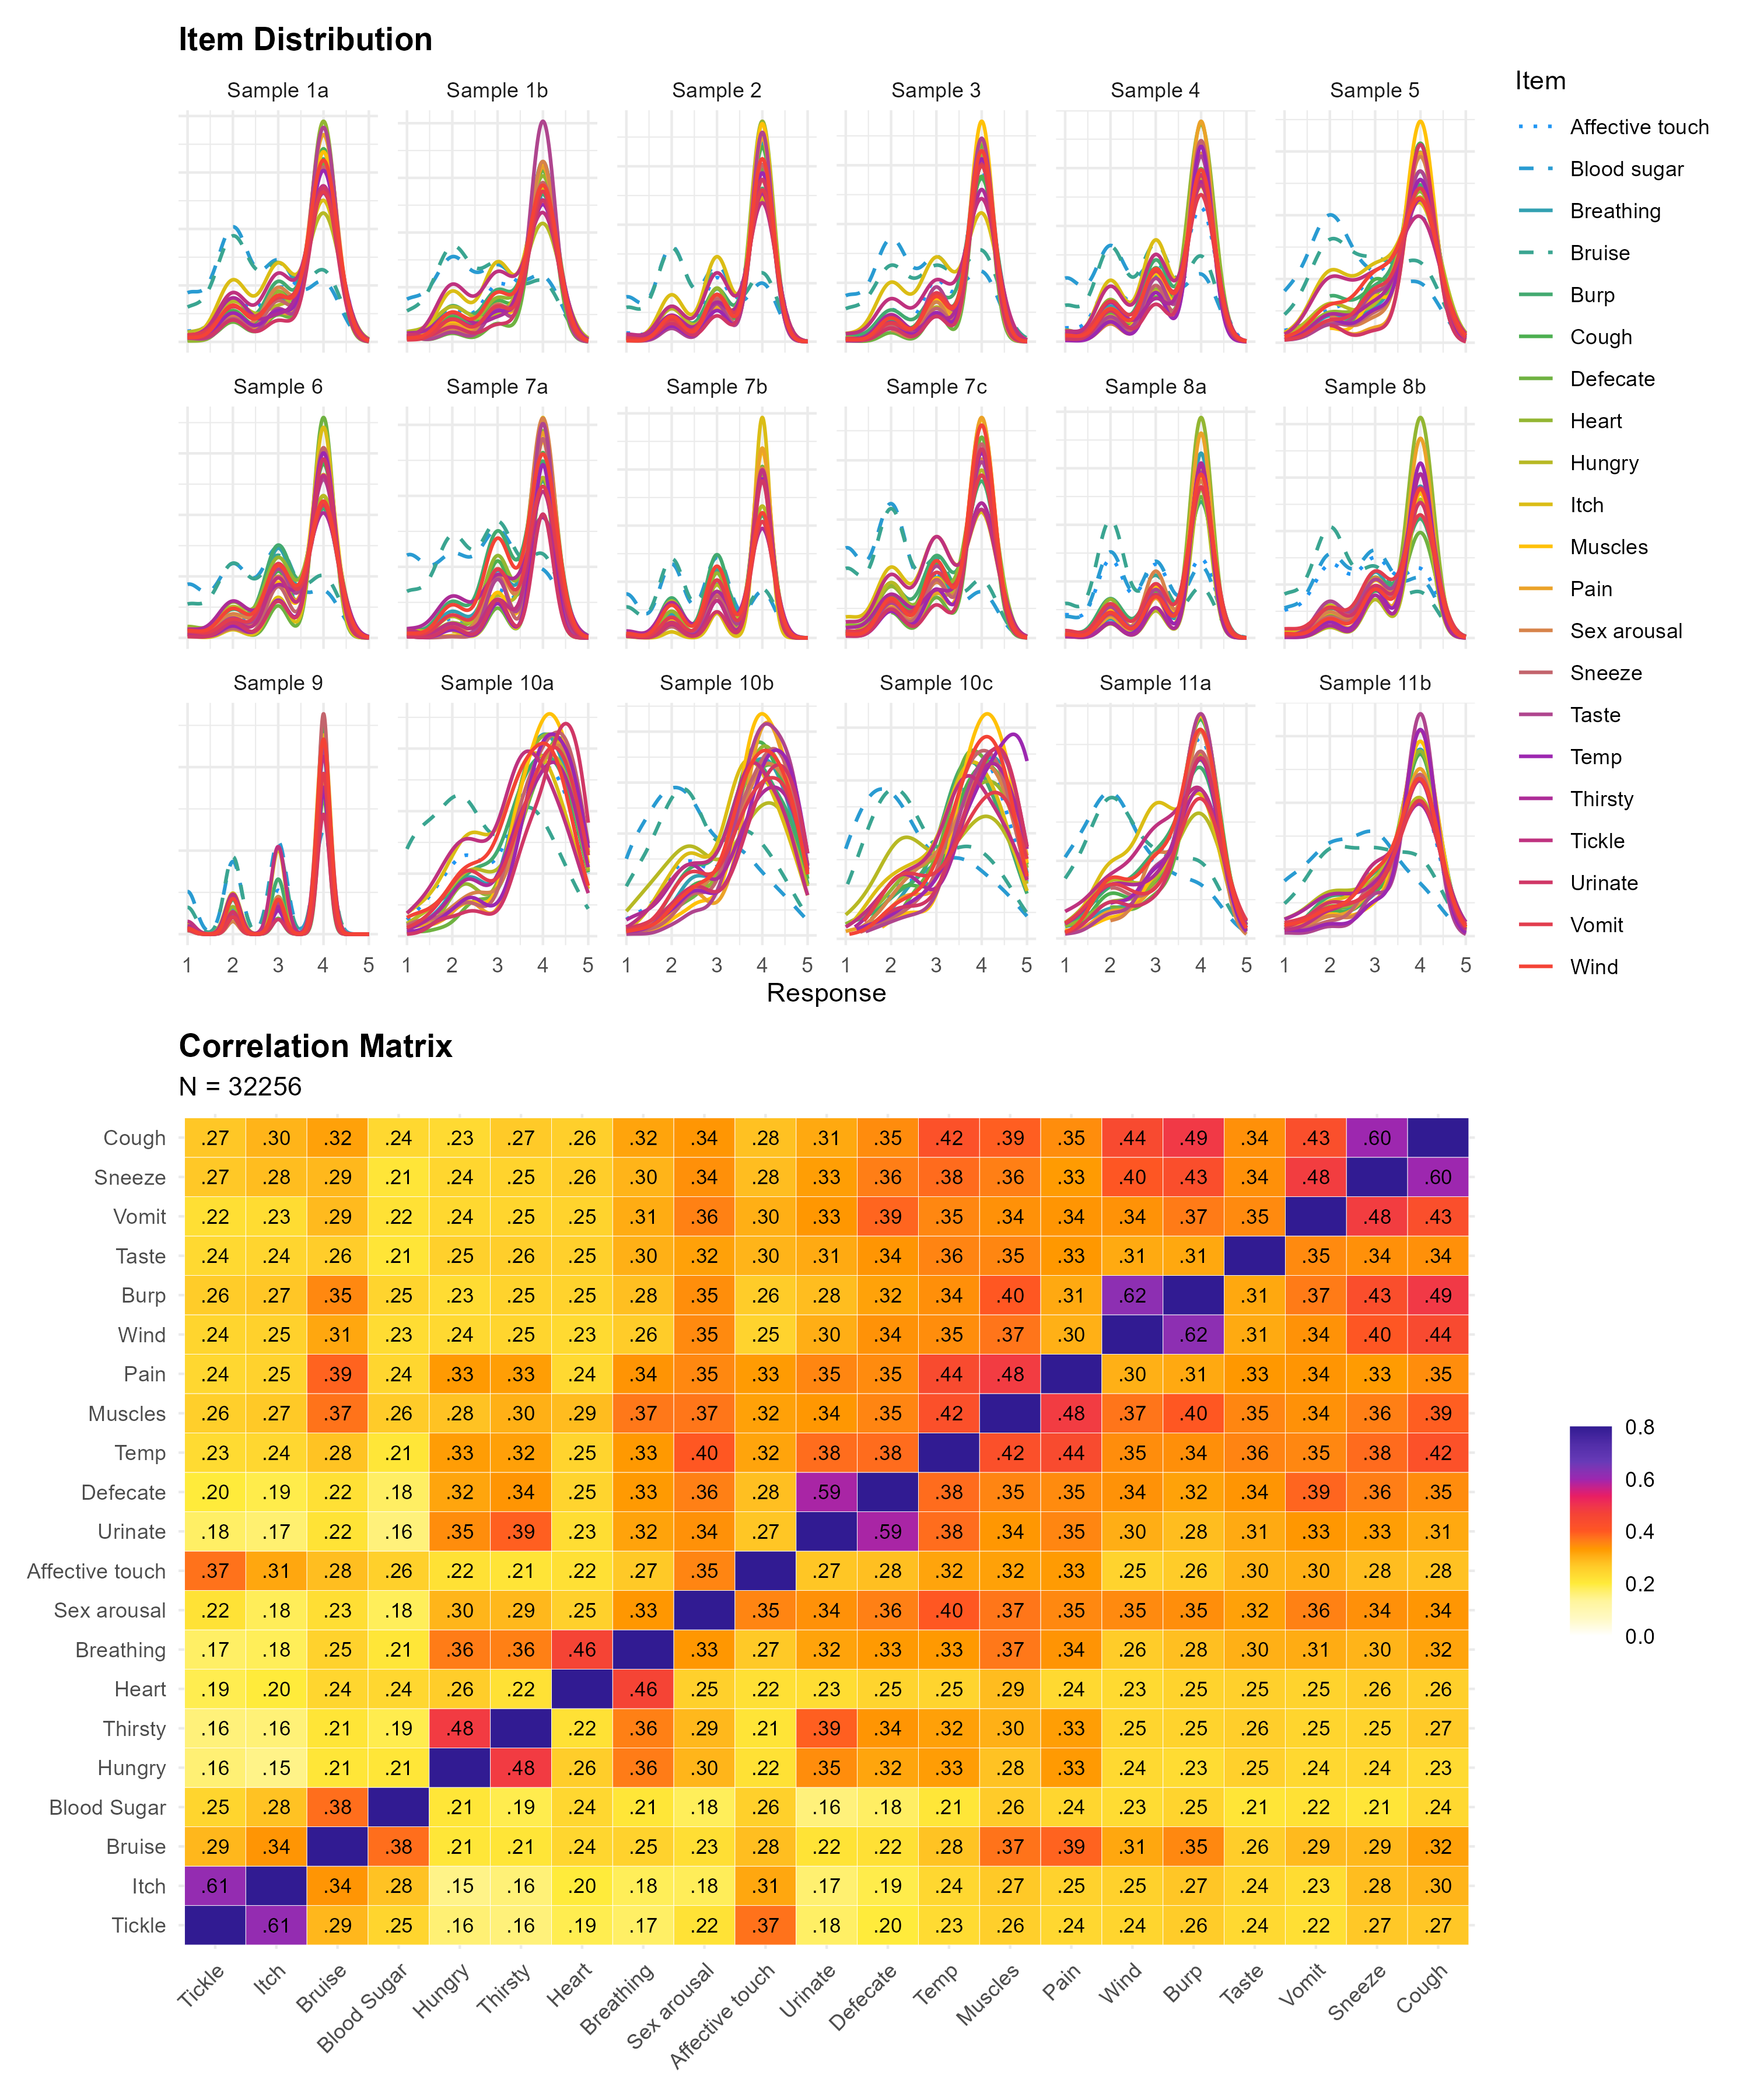 Item Distribution
Sample 1a
Sample 1b
Sample 2
Sample 3
Sample 4
Sample 5
Sample 6
Sample 7a
Sample 7b
Sample 7c
Sample 8a
Sample 8b
Sample 9
Sample 10a
Sample 10b
Sample 10c
Sample 11a
Sample 11b
1 2 3 4 5 1 2 3 4 5 1 2 3 4 5 1 2 3 4 5 1 2 3 4 5 1 2 3 4 5
Response
Item
Affective touch
Blood sugar
Breathing
Bruise
Burp
Cough
Defecate
Heart
Hungry
Itch
Muscles
Pain
Sex arousal
Sneeze
Taste
Temp
Thirsty
Tickle
Urinate
Vomit
Wind
Correlation Matrix
N = 32256
Cough .27 .30 .32 .24 .23 .27 .26 .32 .34 .28 .31 .35 .42 .39 .35 .44 .49 .34 .43 .60
Sneeze .27 .28 .29 .21 .24 .25 .26 .30 .34 .28 .33 .36 .38 .36 .33 .40 .43 .34 .48 .60
Vomit .22 .23 .29 .22 .24 .25 .25 .31 .36 .30 .33 .39 .35 .34 .34 .34 .37 .35 .48 .43
Taste .24 .24 .26 .21 .25 .26 .25 .30 .32 .30 .31 .34 .36 .35 .33 .31 .31 .35 .34 .34
Burp .26 .27 .35 .25 .23 .25 .25 .28 .35 .26 .28 .32 .34 .40 .31 .62 .31 .37 .43 .49
Wind .24 .25 .31 .23 .24 .25 .23 .26 .35 .25 .30 .34 .35 .37 .30 .62 .31 .34 .40 .44
Pain .24 .25 .39 .24 .33 .33 .24 .34 .35 .33 .35 .35 .44 .48 .30 .31 .33 .34 .33 .35
Muscles .26 .27 .37 .26 .28 .30 .29 .37 .37 .32 .34 .35 .42 .48 .37 .40 .35 .34 .36 .39
Temp .23 .24 .28 .21 .33 .32 .25 .33 .40 .32 .38 .38 .42 .44 .35 .34 .36 .35 .38 .42
Defecate .20 .19 .22 .18 .32 .34 .25 .33 .36 .28 .59 .38 .35 .35 .34 .32 .34 .39 .36 .35
Urinate .18 .17 .22 .16 .35 .39 .23 .32 .34 .27 .59 .38 .34 .35 .30 .28 .31 .33 .33 .31
Affective touch .37 .31 .28 .26 .22 .21 .22 .27 .35 .27 .28 .32 .32 .33 .25 .26 .30 .30 .28 .28
Sex arousal .22 .18 .23 .18 .30 .29 .25 .33 .35 .34 .36 .40 .37 .35 .35 .35 .32 .36 .34 .34
Breathing .17 .18 .25 .21 .36 .36 .46 .33 .27 .32 .33 .33 .37 .34 .26 .28 .30 .31 .30 .32
Heart .19 .20 .24 .24 .26 .22 .46 .25 .22 .23 .25 .25 .29 .24 .23 .25 .25 .25 .26 .26
Thirsty .16 .16 .21 .19 .48 .22 .36 .29 .21 .39 .34 .32 .30 .33 .25 .25 .26 .25 .25 .27
Hungry .16 .15 .21 .21 .48 .26 .36 .30 .22 .35 .32 .33 .28 .33 .24 .23 .25 .24 .24 .23
Blood Sugar .25 .28 .38 .21 .19 .24 .21 .18 .26 .16 .18 .21 .26 .24 .23 .25 .21 .22 .21 .24
Bruise .29 .34 .38 .21 .21 .24 .25 .23 .28 .22 .22 .28 .37 .39 .31 .35 .26 .29 .29 .32
Itch .61 .34 .28 .15 .16 .20 .18 .18 .31 .17 .19 .24 .27 .25 .25 .27 .24 .23 .28 .30
Tickle .61 .29 .25 .16 .16 .19 .17 .22 .37 .18 .20 .23 .26 .24 .24 .26 .24 .22 .27 .27
Tickle
Itch
Bruise
Blood Sugar
Hungry
Thirsty
Heart
Breathing
Sex arousal
Affective touch
Urinate
Defecate
Temp
Muscles
Pain
Wind
Burp
Taste
Vomit
Sneeze
Cough
0.8
0.6
0.4
0.2
0.0